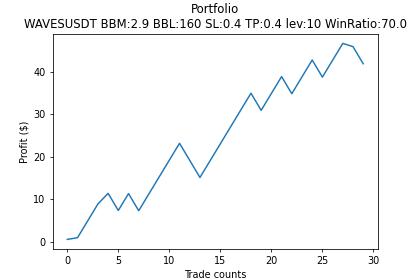 Portfolio
WAVESUSDT BBM:2.9 BBL:160 SL:0.4 TP:0.4 lev:10 WinRatio:70.0
Profit ($)
40
30
20
10
0
0 5 10 15 20 25 30
Trade counts